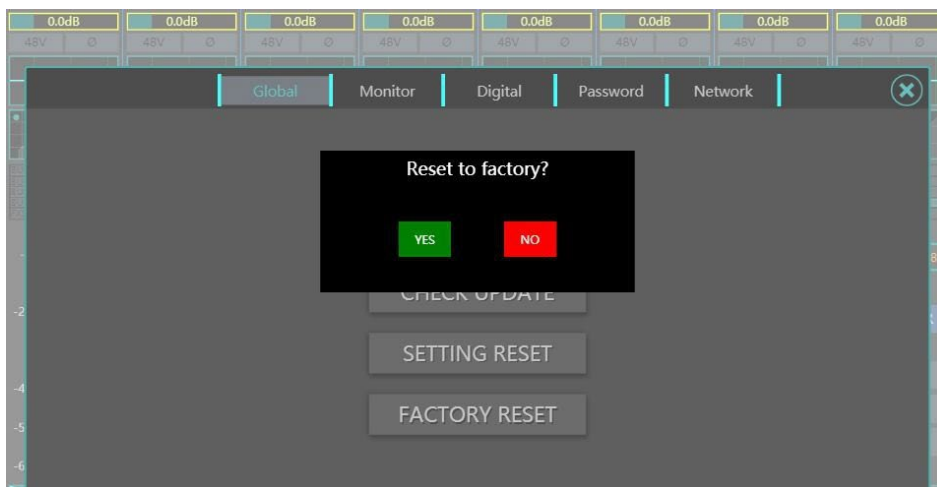 0.0dB 0.0dB 0.0dB 0.0dB 0.0dB 0.0dB 0.0dB 0.0dB
48V Ø 48V Ø 48V Ø 48V Ø 48V Ø 48V Ø 48V Ø 48V Ø
Global Monitor Digital Password Network
Reset to factory?
YES NO
CHECK UPDATE
-2
SETTING RESET
-4
FACTORY RESET
-5
-6